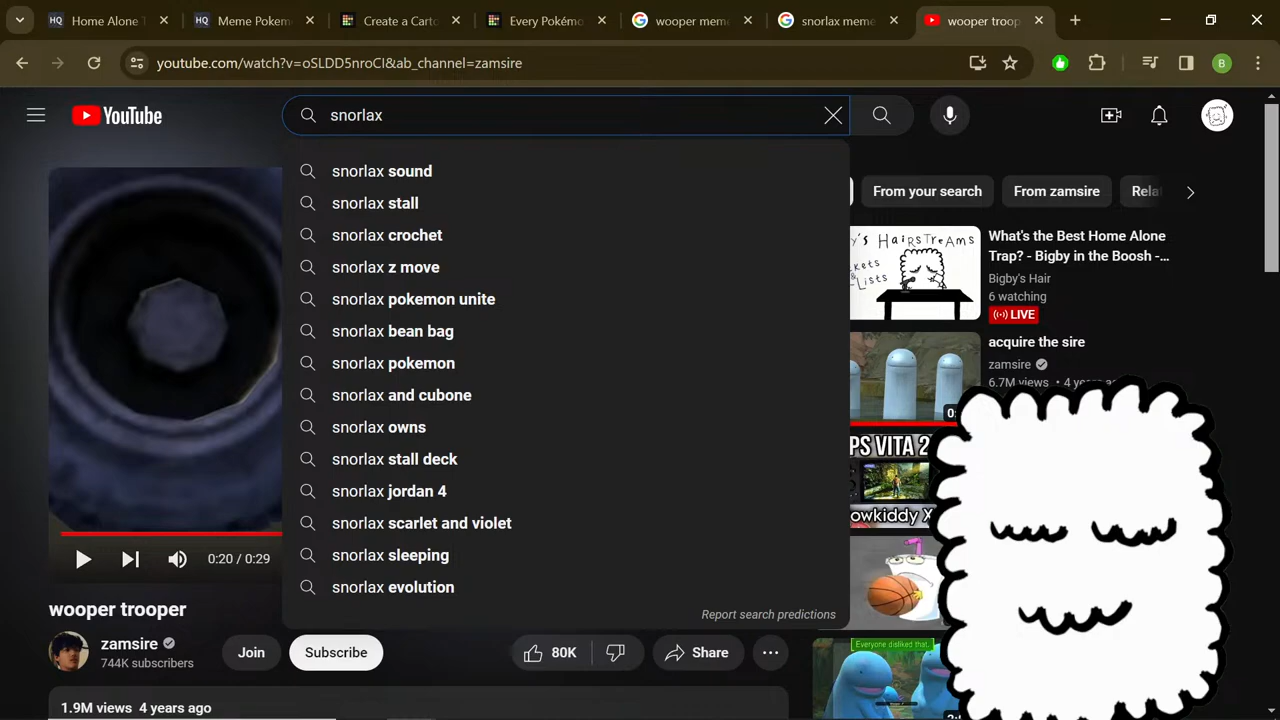 Home Alone T
Meme Pokem
Create a Carto
Every Pokémo
wooper meme
snorlax meme
wooper troop
youtube.com/watch?v=oSLDD5nroCI&ab_channel=zamsire
B
YouTube
snorlax
snorlax sound
snorlax stall
snorlax crochet
snorlax z move
snorlax pokemon unite
snorlax bean bag
snorlax pokemon
snorlax and cubone
snorlax owns
snorlax stall deck
snorlax jordan 4
snorlax scarlet and violet
snorlax sleeping
snorlax evolution
Report search predictions
0:20 / 0:29
wooper trooper
zamsire
744K subscribers
Join
Subscribe
80K
Share
1.9M views 4 years ago
From your search
From zamsire
Rela
y's HAIRSTREAMS
kets
Lists
What's the Best Home Alone
Trap? - Bigby in the Boosh -...
Bigby's Hair
6 watching
LIVE
acquire the sire
zamsire
6.7M views • 4 years ag
PS VITA 2
owkiddy X
Everyone disliked that.